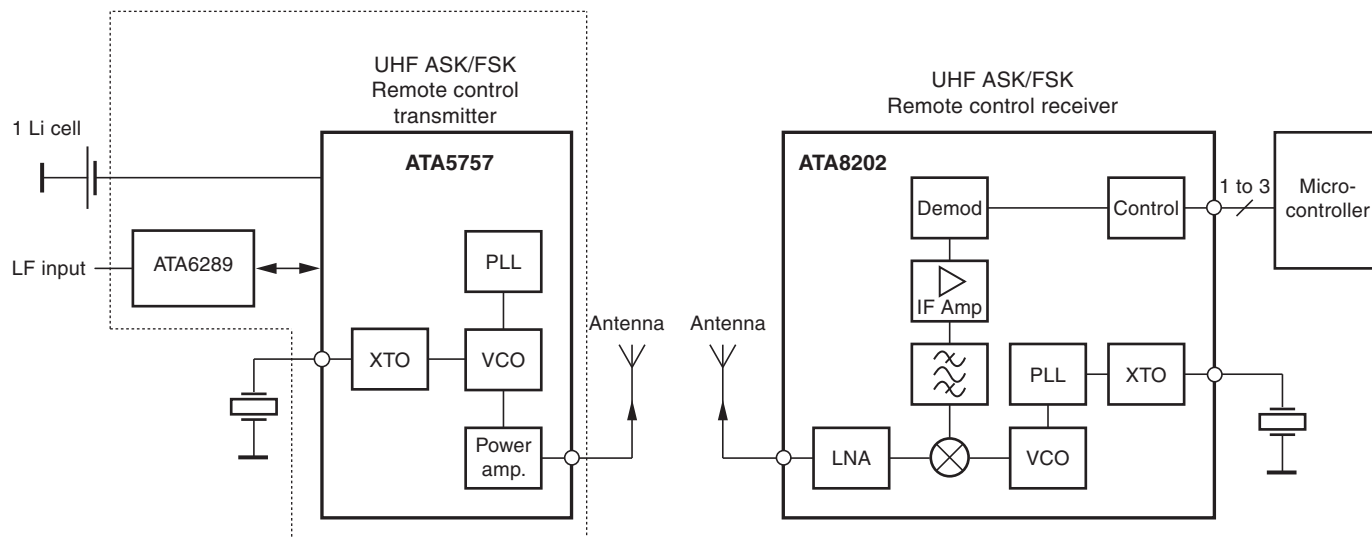 UHF ASK/FSK
Remote control
transmitter
1 Li cell
ATA5757
LF input
ATA6289
PLL
XTO
VCO
Power
amp.
Antenna
Antenna
UHF ASK/FSK
Remote control receiver
ATA8202
Demod
Control
1 to 3
Micro-
controller
IF Amp
PLL
XTO
LNA
VCO